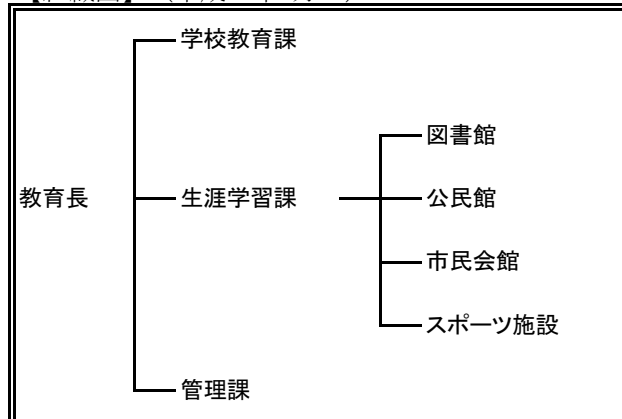 学校教育課
図書館
教育長
生涯学習課
公民館
市民会館
スポーツ施設
管理課